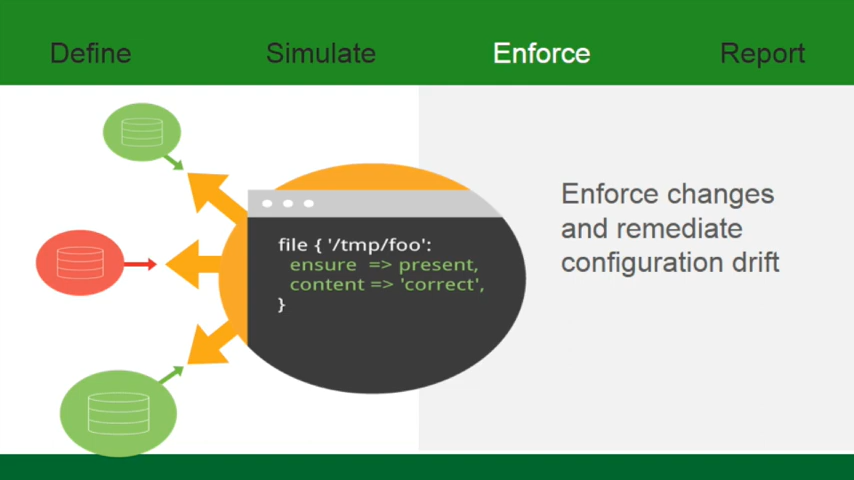 Define Simulate Enforce Report
Enforce changes
and remediate
configuration drift
file { '/tmp/foo':
ensure => present,
content => 'correct',
}